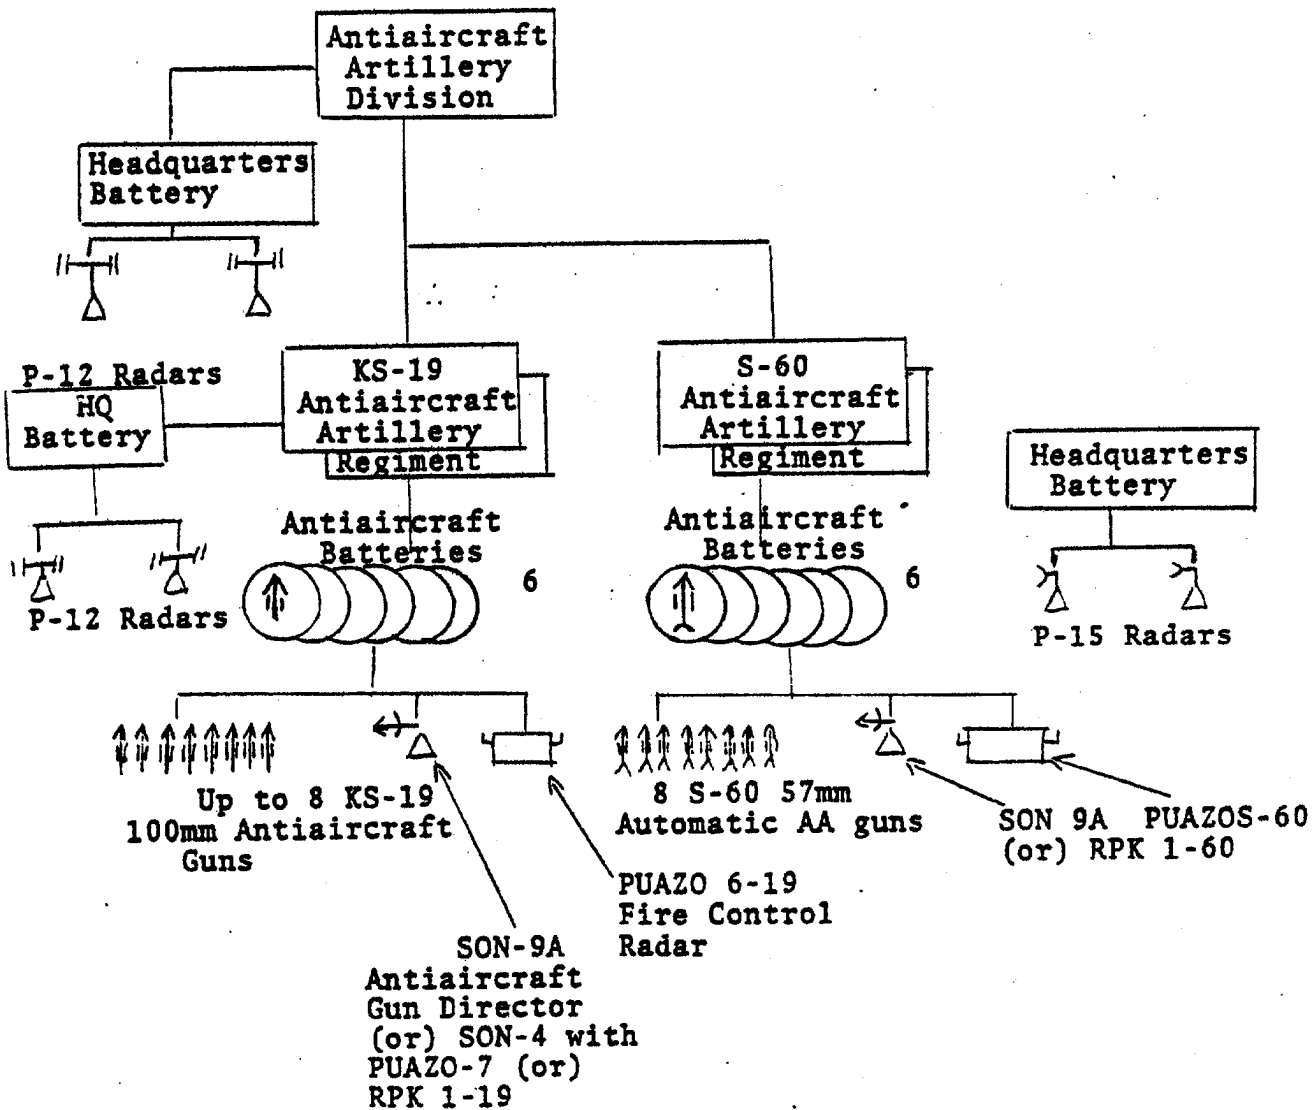 Antiaircraft
Artillery
Division
Headquarters
Battery
P-12 Radars
HQ
Battery
P-12 Radars
KS-19
Antiaircraft
Artillery
Regiment
S-60
Antiaircraft
Artillery
Regiment
Headquarters
Battery
P-15 Radars
Antiaircraft
Batteries
6
Antiaircraft
Batteries
6
Up to 8 KS-19
100mm Antiaircraft
Guns
8 S-60 57mm
Automatic AA guns
SON 9A PUAZOS-60
(or) RPK 1-60
PUAZO 6-19
Fire Control
Radar
SON-9A
Antiaircraft
Gun Director
(or) SON-4 with
PUAZO-7 (or)
RPK 1-19